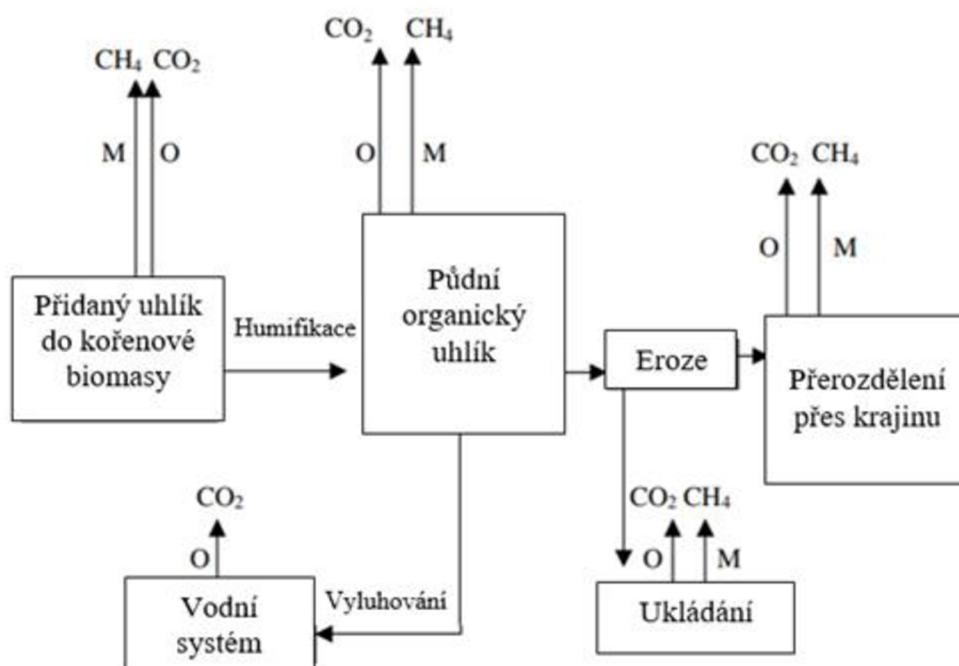 CO₂ CH₄
CH₄ CO₂
O M
M O
CO₂ CH₄
O M
Přidaný uhlík
do kořenové
biomasy
Humifikace
Půdní
organický
uhlík
Eroze
Přerozdělení
přes krajinu
CO₂
O
Vodní
systém
Vyluhování
CO₂ CH₄
O M
Ukládání